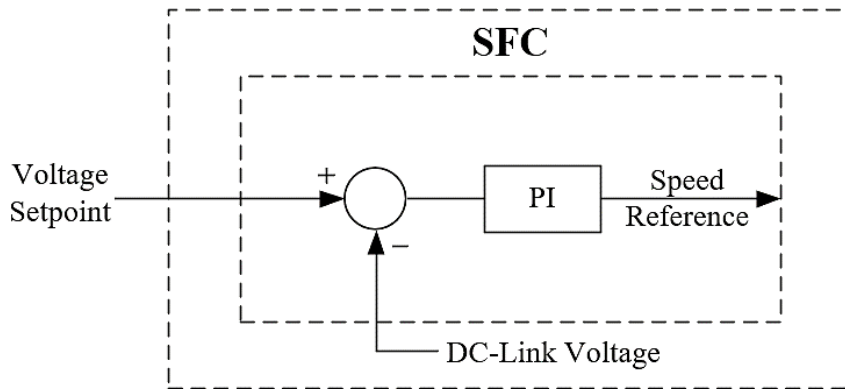 SFC
Voltage
Setpoint
+
PI
Speed
Reference
−
DC-Link Voltage